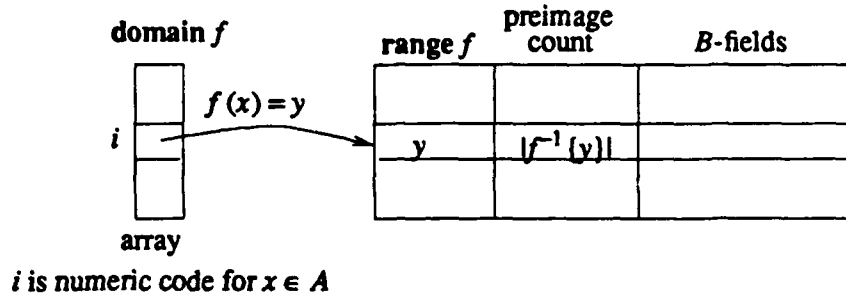 domain f
range f
preimage count
B-fields
f (x) = y
i
y
|f⁻¹ {y}|
array
i is numeric code for x ∈ A